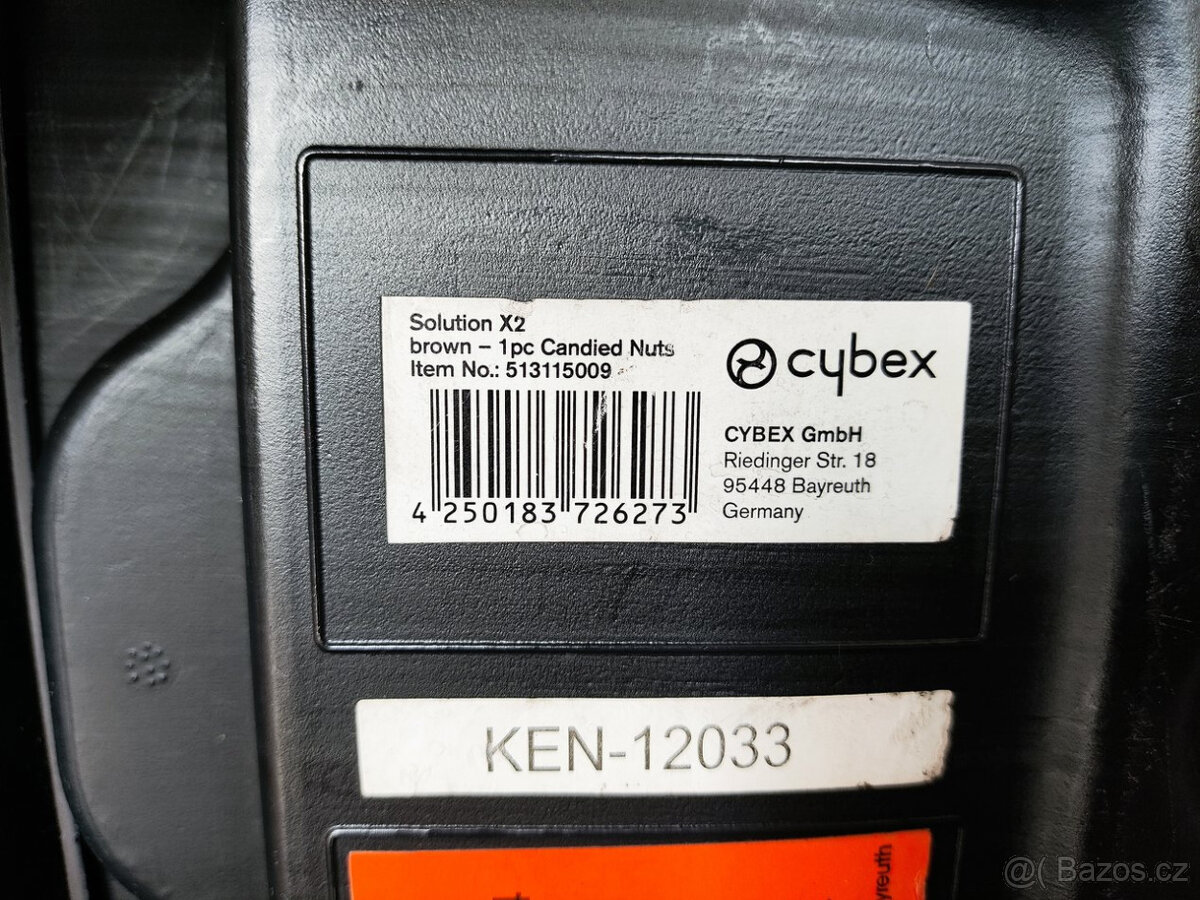 Solution X2
brown – 1pc Candied Nuts
Item No.: 513115009
cybex
CYBEX GmbH
Riedinger Str. 18
95448 Bayreuth
Germany
4 250183 726273
KEN-12033
yreuth
@( Bazos.cz